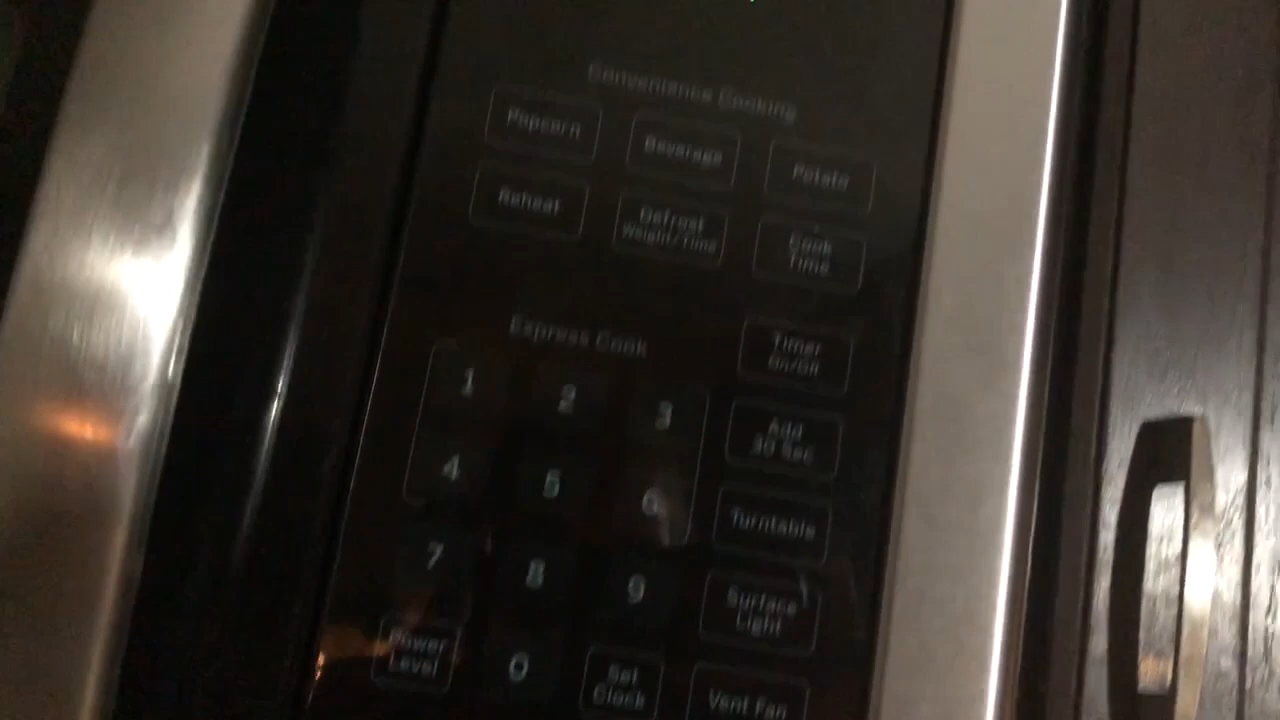 Convenience Cooking
Popcorn
Beverage
Potato
Reheat
Defrost
Weight/Time
Cook
Time
Express Cook
Timer
On/Off
1
2
3
Add
30 Sec
4
5
6
Turntable
7
8
9
Surface
Light
Power
Level
0
Set
Clock
Vent Fan